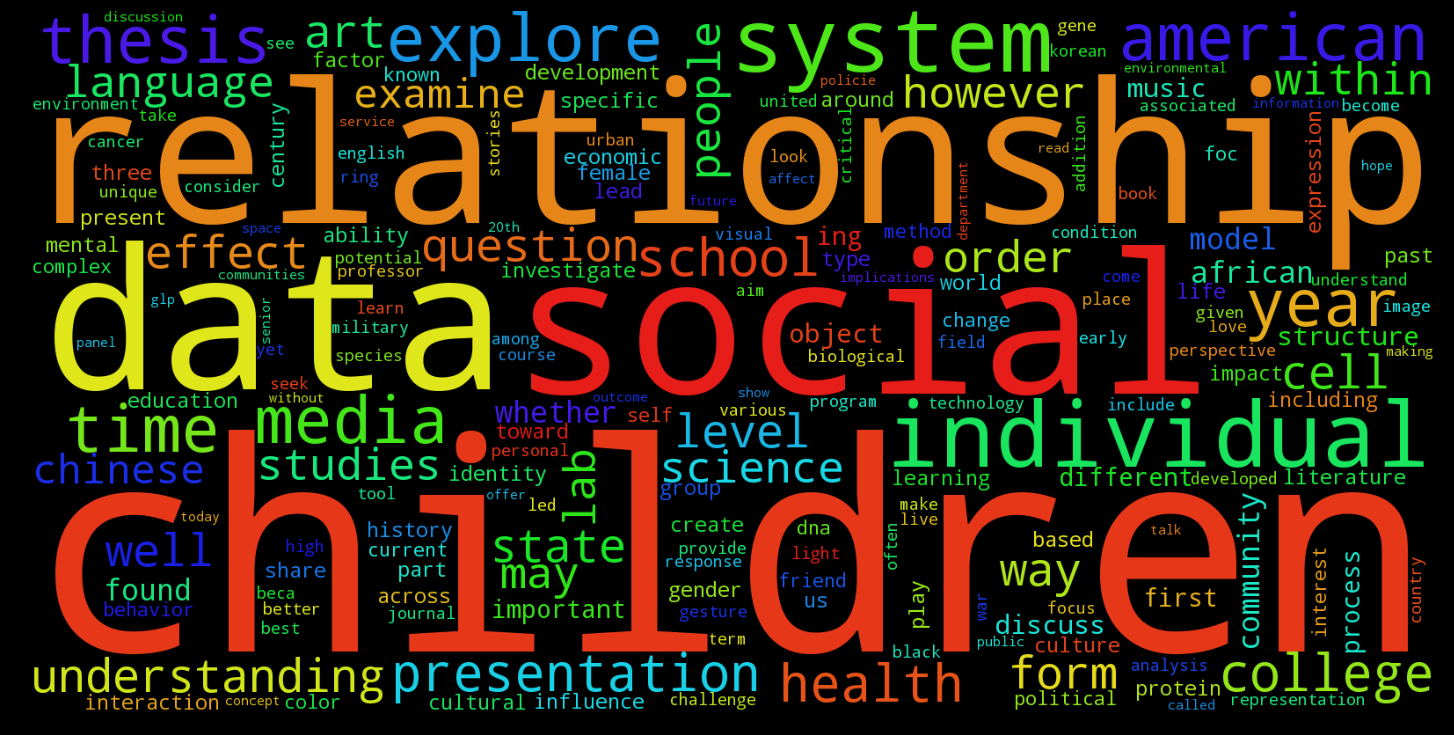 discussion
thesis
see
art
explore
factor
system
gene
korean
american
people
language
known
development
policie
environmental
within
environment
take
examine
specific
united
around
however
music
associated
information
become
relationship
century
service
stories
urban
critical
addition
read
expression
cancer
english
economic
look
foc
hope
three
ring
female
affect
unique
consider
lead
future
department
book
present
space
ability
20th
visual
ing
method
condition
model
mental
effect
question
school
type
order
past
complex
communities
potential
professor
investigate
implications
world
come
african
understand
data
glp
senior
learn
aim
social
life
year
image
place
given
love
military
among
object
change
field
early
structure
panel
yet
species
course
biological
perspective
making
seek
without
outcome
show
program
impact
cell
education
time
media
whether
self
various
technology
include
including
toward
level
individual
personal
chinese
studies
identity
lab
science
learning
different
developed
literature
tool
offer
led
group
make
live
children
today
history
create
dna
often
talk
well
high
current
state
provide
light
based
community
share
part
may
response
friend
way
interest
process
country
found
beca
across
gender
us
play
war
first
behavior
better
journal
important
gesture
focus
best
term
public
discuss
black
culture
understanding
presentation
health
form
analysis
college
interaction
concept
color
cultural
influence
challenge
political
protein
called
representation